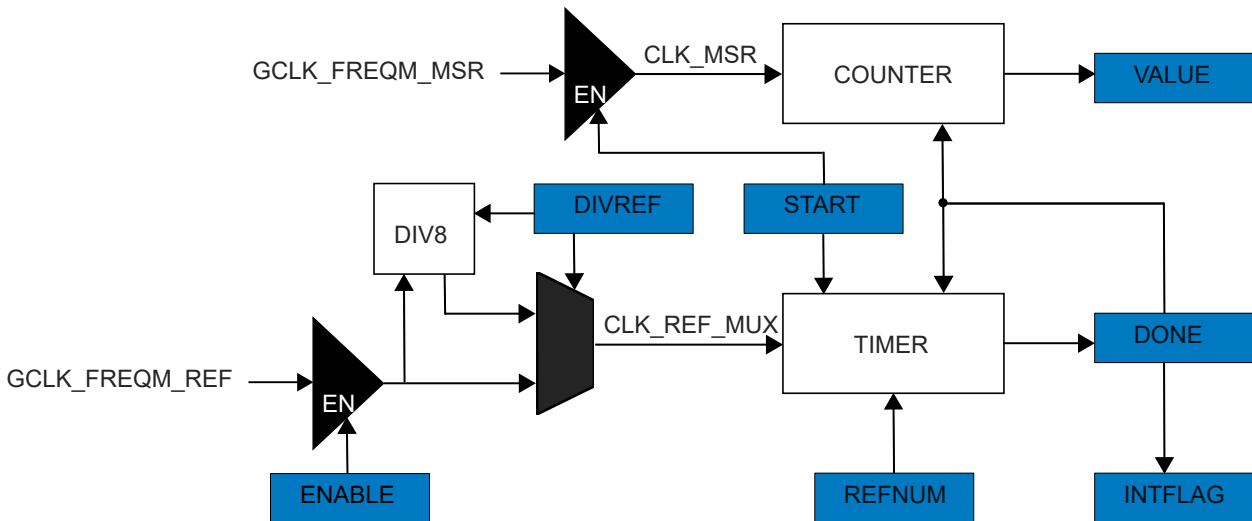 GCLK_FREQM_MSR
EN
CLK_MSR
COUNTER
VALUE
DIV8
DIVREF
START
GCLK_FREQM_REF
EN
CLK_REF_MUX
TIMER
DONE
ENABLE
REFNUM
INTFLAG